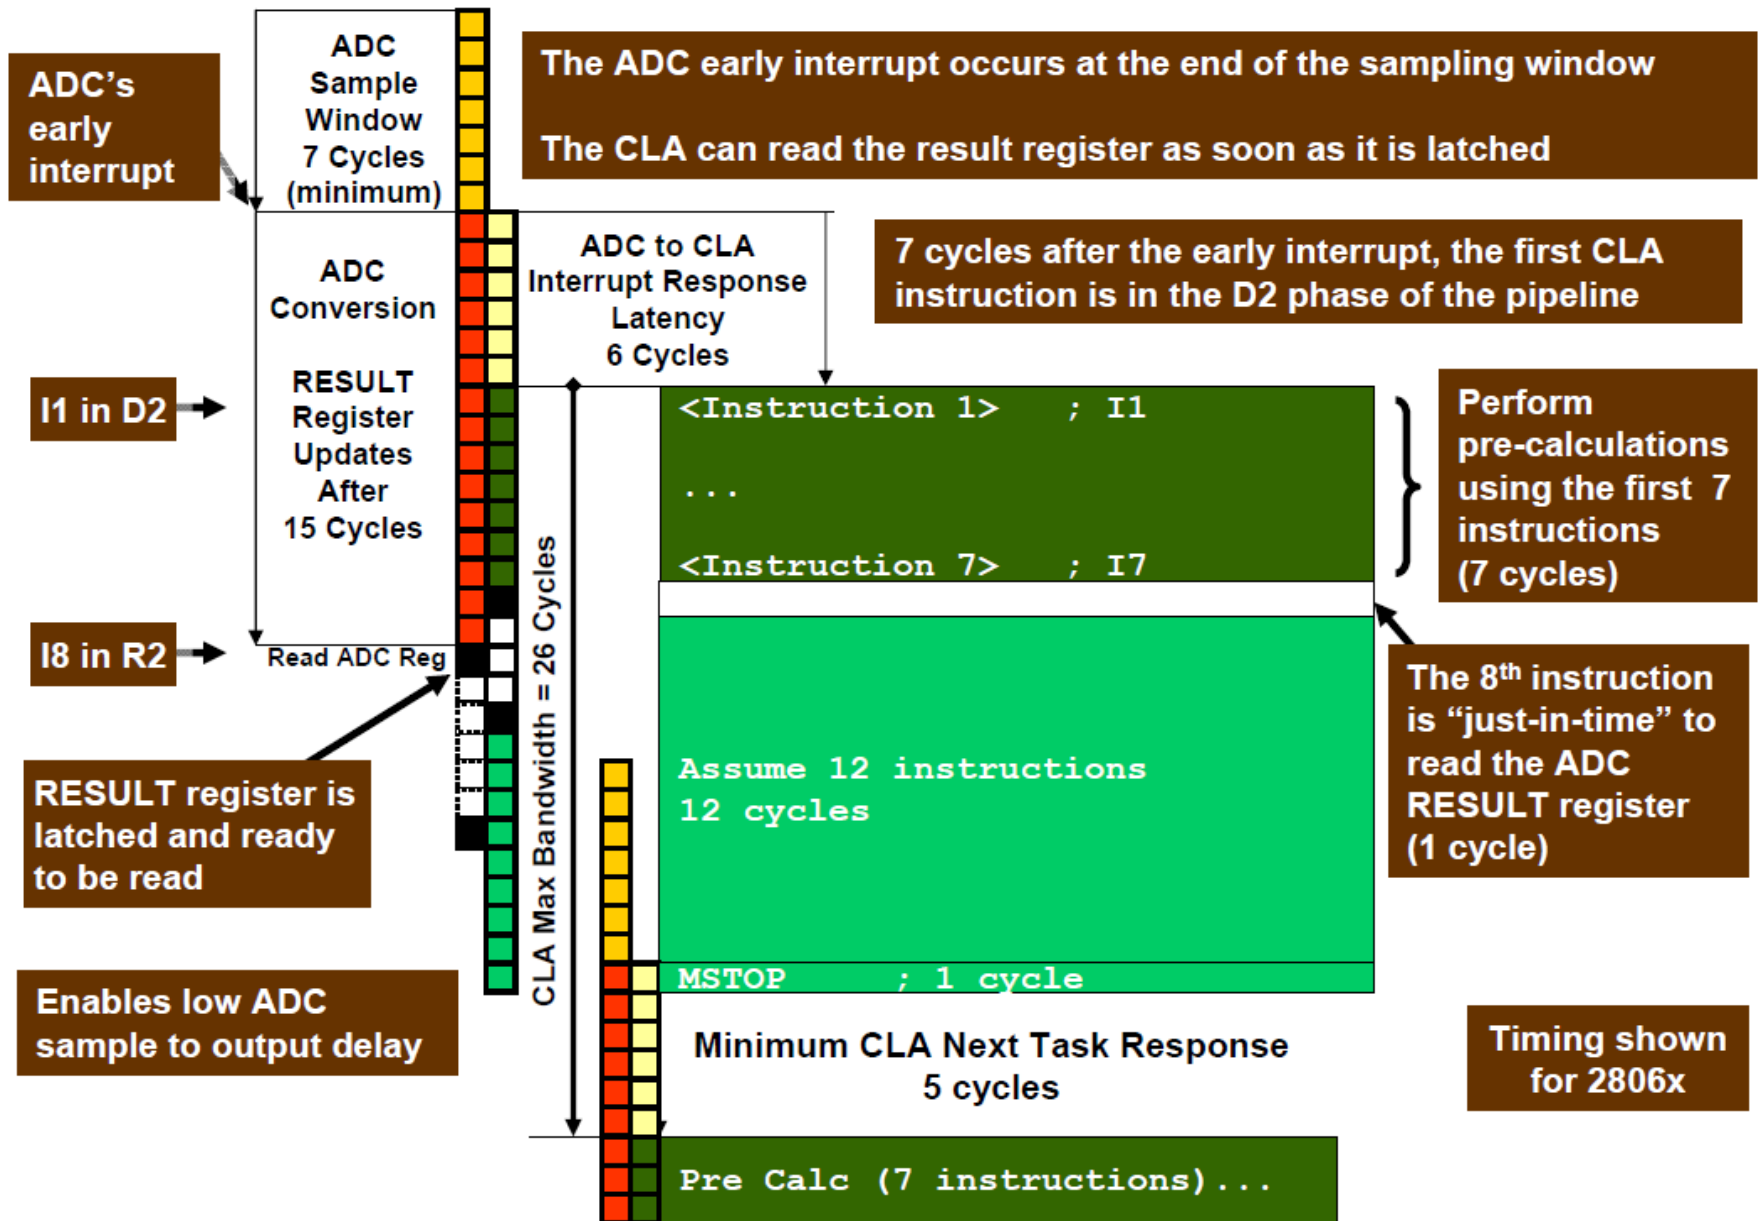 ADC
Sample
Window
7 Cycles
(minimum)
The ADC early interrupt occurs at the end of the sampling window
The CLA can read the result register as soon as it is latched
ADC's
early
interrupt
ADC to CLA
Interrupt Response
Latency
6 Cycles
7 cycles after the early interrupt, the first CLA
instruction is in the D2 phase of the pipeline
ADC
Conversion
RESULT
Register
Updates
After
15 Cycles
I1 in D2
<Instruction 1> ; I1
...
<Instruction 7> ; I7
Perform
pre-calculations
using the first 7
instructions
(7 cycles)
I8 in R2
Read ADC Reg
CLA Max Bandwidth = 26 Cycles
The 8th instruction
is "just-in-time" to
read the ADC
RESULT register
(1 cycle)
Assume 12 instructions
12 cycles
RESULT register is
latched and ready
to be read
MSTOP ; 1 cycle
Enables low ADC
sample to output delay
Minimum CLA Next Task Response
5 cycles
Timing shown
for 2806x
Pre Calc (7 instructions)...